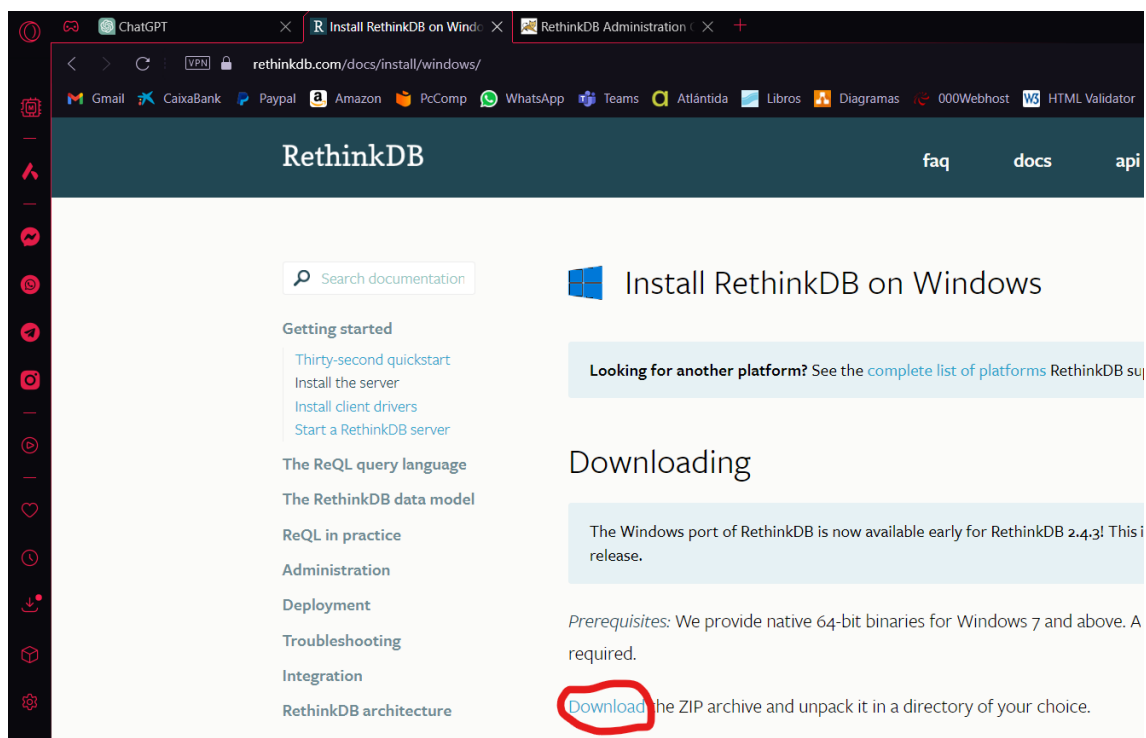 ChatGPT
Install RethinkDB on Windo
RethinkDB Administration
VPN
rethinkdb.com/docs/install/windows/
Gmail CaixaBank Paypal Amazon PcComp WhatsApp Teams Atlántida Libros Diagramas 000Webhost HTML Validator
RethinkDB
faq docs api
Search documentation
Getting started
Thirty-second quickstart
Install the server
Install client drivers
Start a RethinkDB server
The ReQL query language
The RethinkDB data model
ReQL in practice
Administration
Deployment
Troubleshooting
Integration
RethinkDB architecture
Install RethinkDB on Windows
Looking for another platform? See the complete list of platforms RethinkDB su
Downloading
The Windows port of RethinkDB is now available early for RethinkDB 2.4.3! This i
release.
Prerequisites: We provide native 64-bit binaries for Windows 7 and above. A
required.
Download the ZIP archive and unpack it in a directory of your choice.